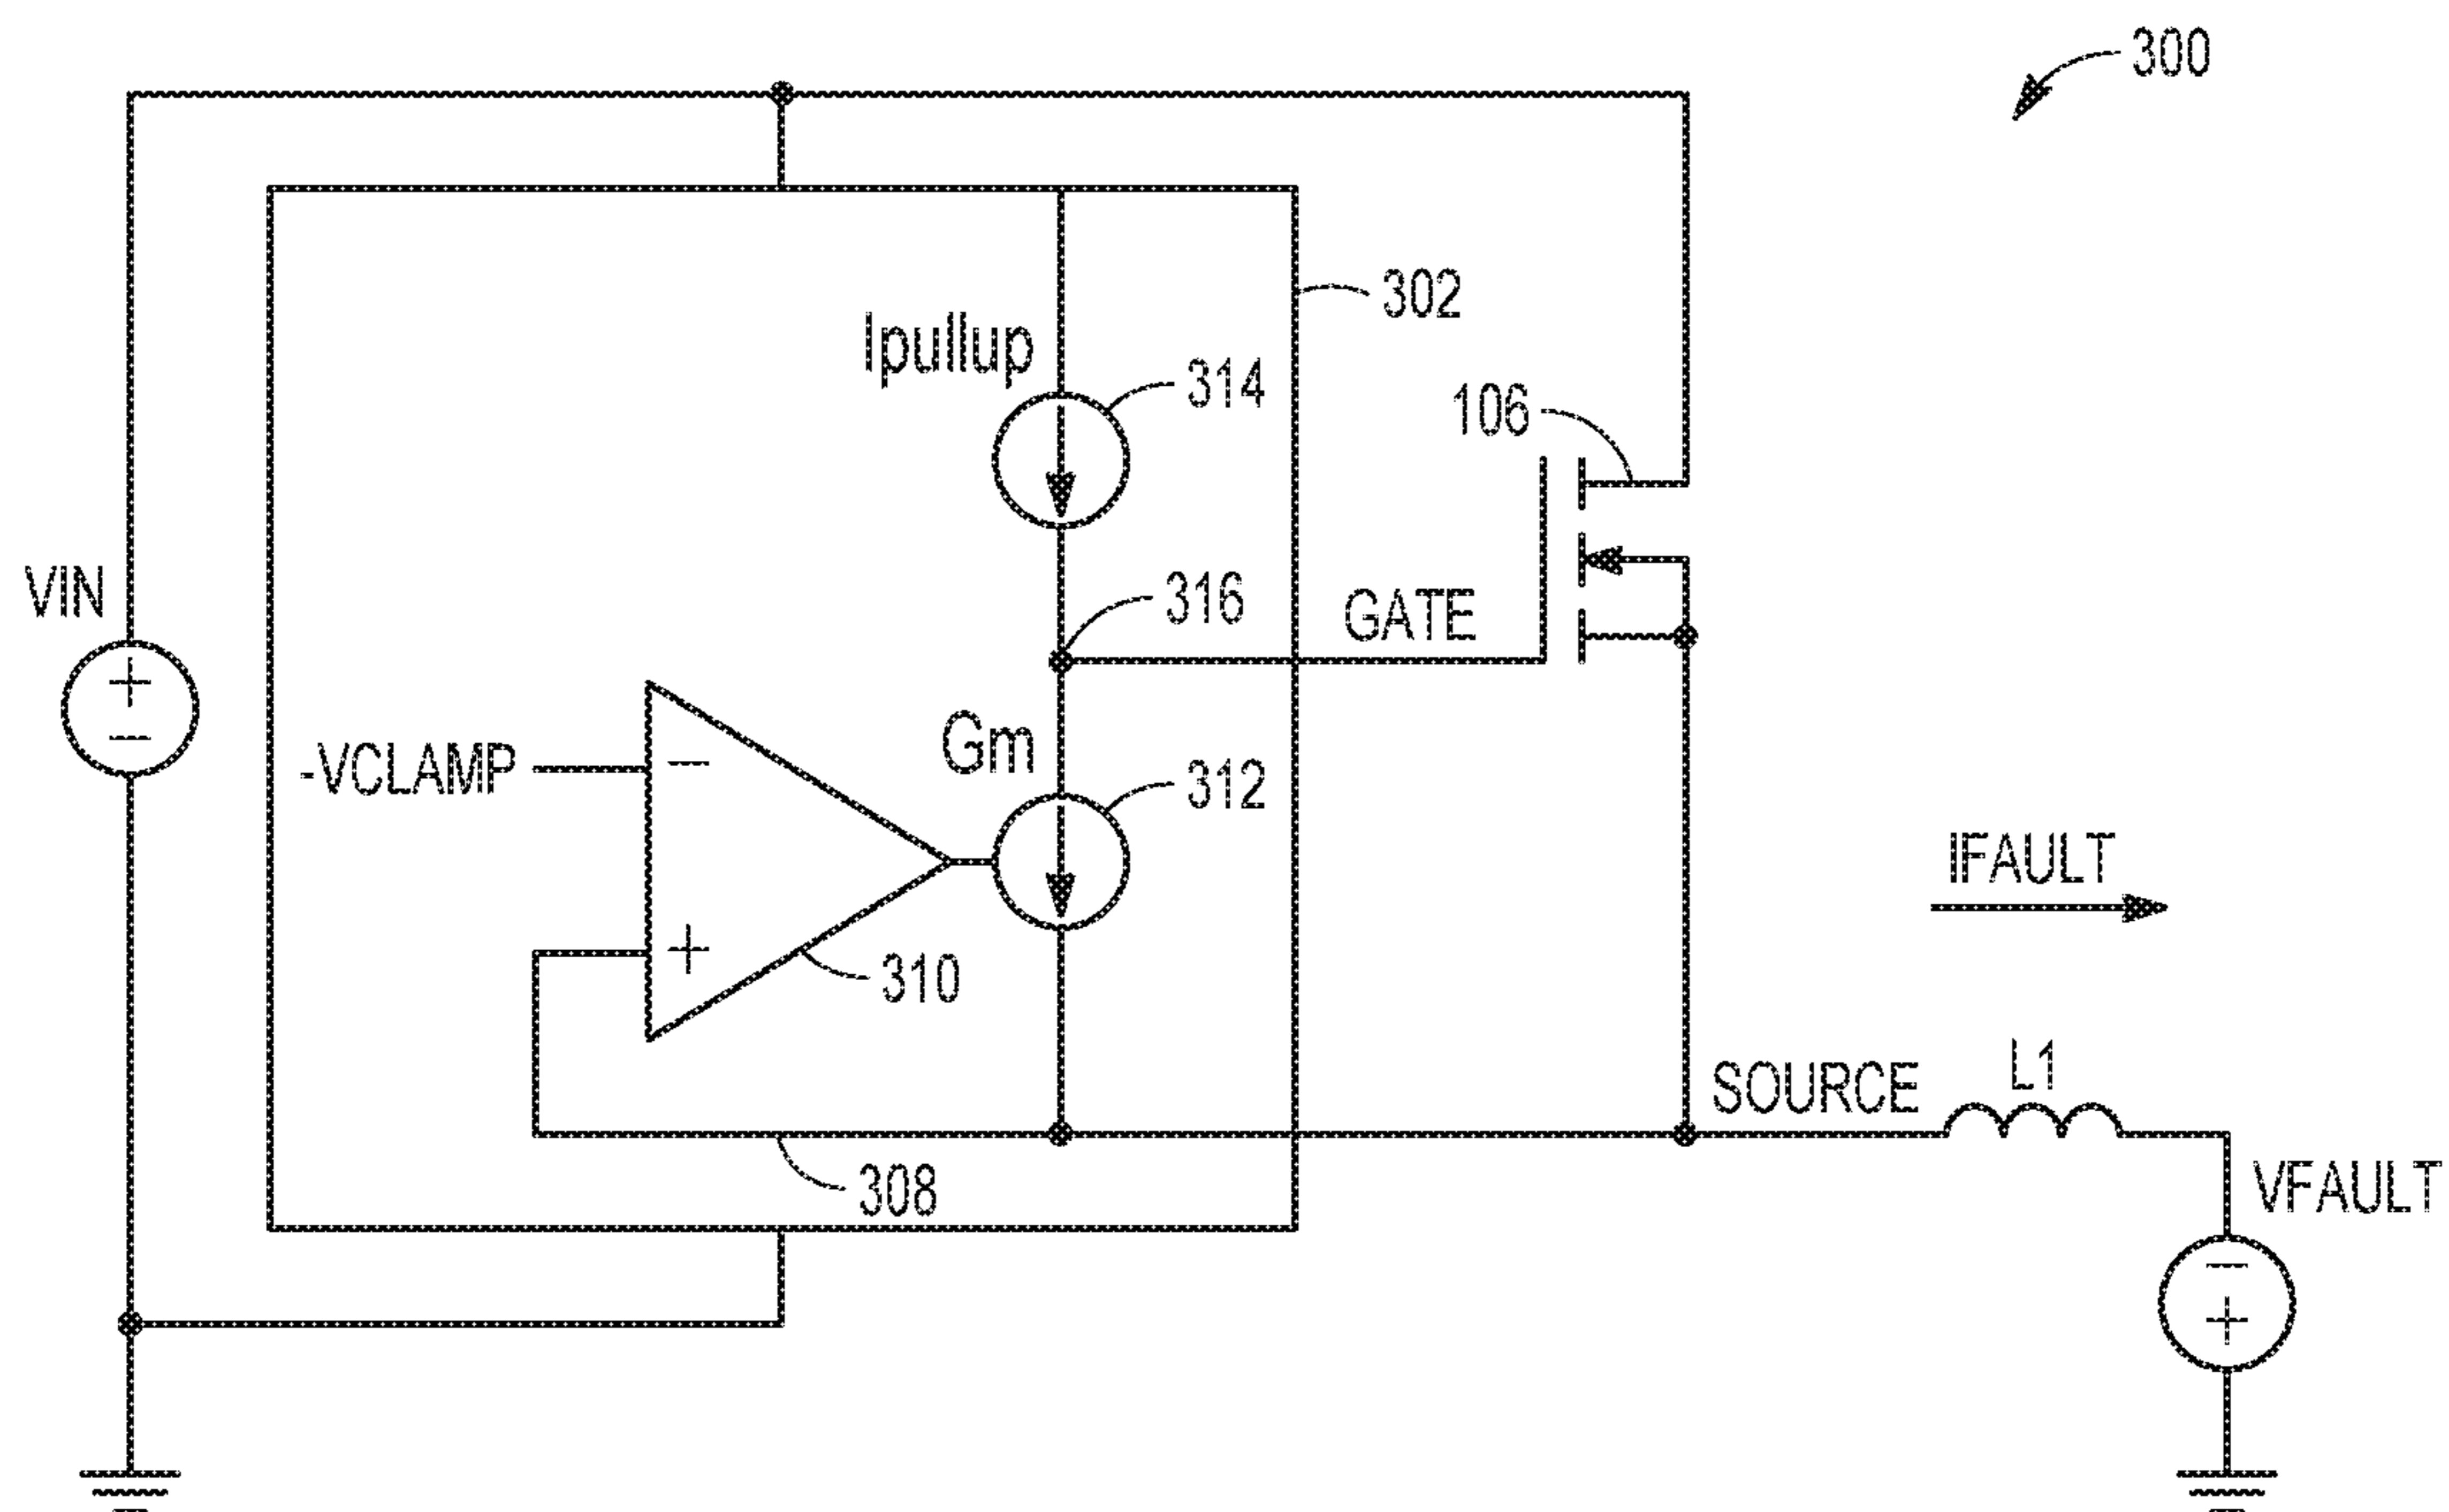 300
302
Ipullup
314
106
VIN
316
GATE
+
−
-VCLAMP
−
Gm
312
IFAULT
+
310
SOURCE
L1
308
VFAULT
−
+